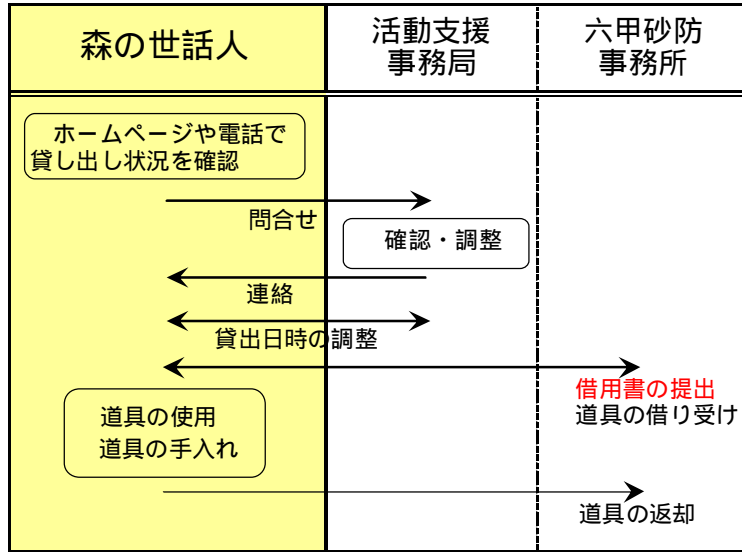 森の世話人
活動支援
事務局
六甲砂防
事務所
ホームページや電話で
貸し出し状況を確認
問合せ
確認・調整
連絡
貸出日時の調整
借用書の提出
道具の借り受け
道具の使用
道具の手入れ
道具の返却